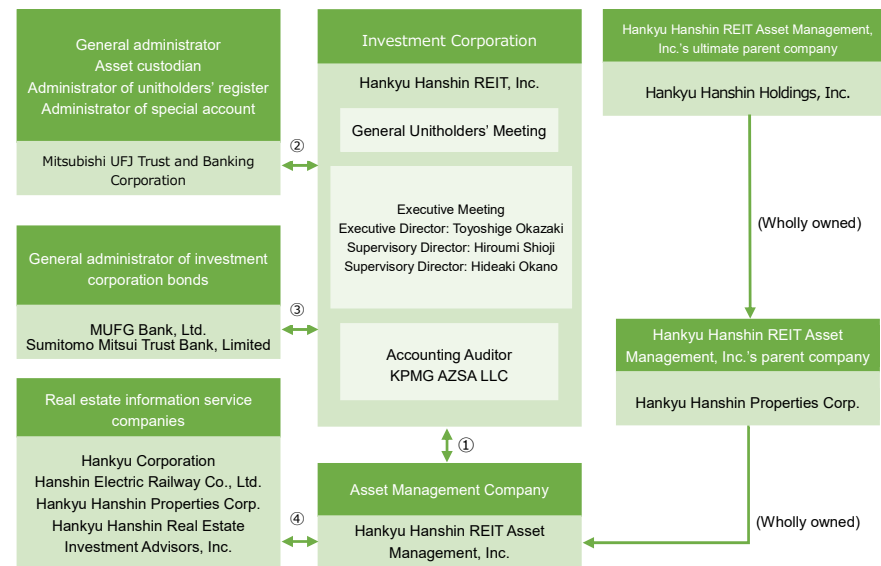 General administrator
Asset custodian
Administrator of unitholders' register
Administrator of special account
Mitsubishi UFJ Trust and Banking
Corporation
②
General administrator of investment
corporation bonds
MUFG Bank, Ltd.
Sumitomo Mitsui Trust Bank, Limited
③
Real estate information service
companies
Hankyu Corporation
Hanshin Electric Railway Co., Ltd.
Hankyu Hanshin Properties Corp.
Hankyu Hanshin Real Estate
Investment Advisors, Inc.
④
Investment Corporation
Hankyu Hanshin REIT, Inc.
General Unitholders' Meeting
Executive Meeting
Executive Director: Toyoshige Okazaki
Supervisory Director: Hiroumi Shioji
Supervisory Director: Hideaki Okano
Accounting Auditor
KPMG AZSA LLC
①
Asset Management Company
Hankyu Hanshin REIT Asset
Management, Inc.
Hankyu Hanshin REIT Asset Management,
Inc.'s ultimate parent company
Hankyu Hanshin Holdings, Inc.
(Wholly owned)
Hankyu Hanshin REIT Asset
Management, Inc.'s parent company
Hankyu Hanshin Properties Corp.
(Wholly owned)